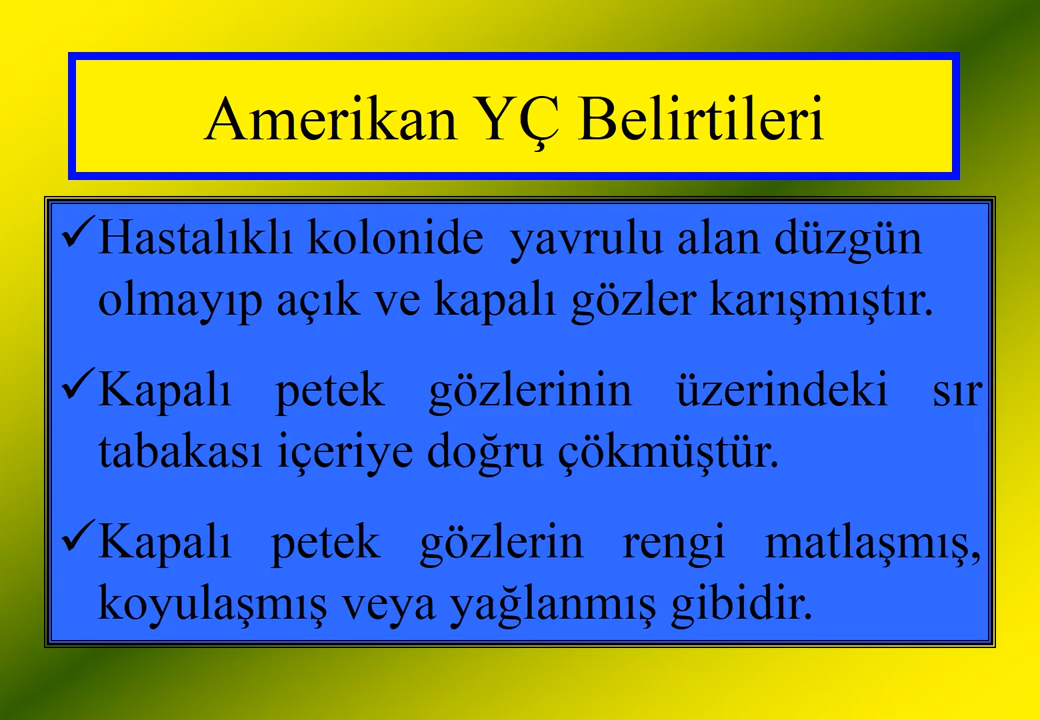 Amerikan YÇ Belirtileri
✓Hastalıklı kolonide yavrulu alan düzgün
olmayıp açık ve kapalı gözler karışmıştır.
✓Kapalı petek gözlerinin üzerindeki sır
tabakası içeriye doğru çökmüştür.
✓Kapalı petek gözlerin rengi matlaşmış,
koyulaşmış veya yağlanmış gibidir.